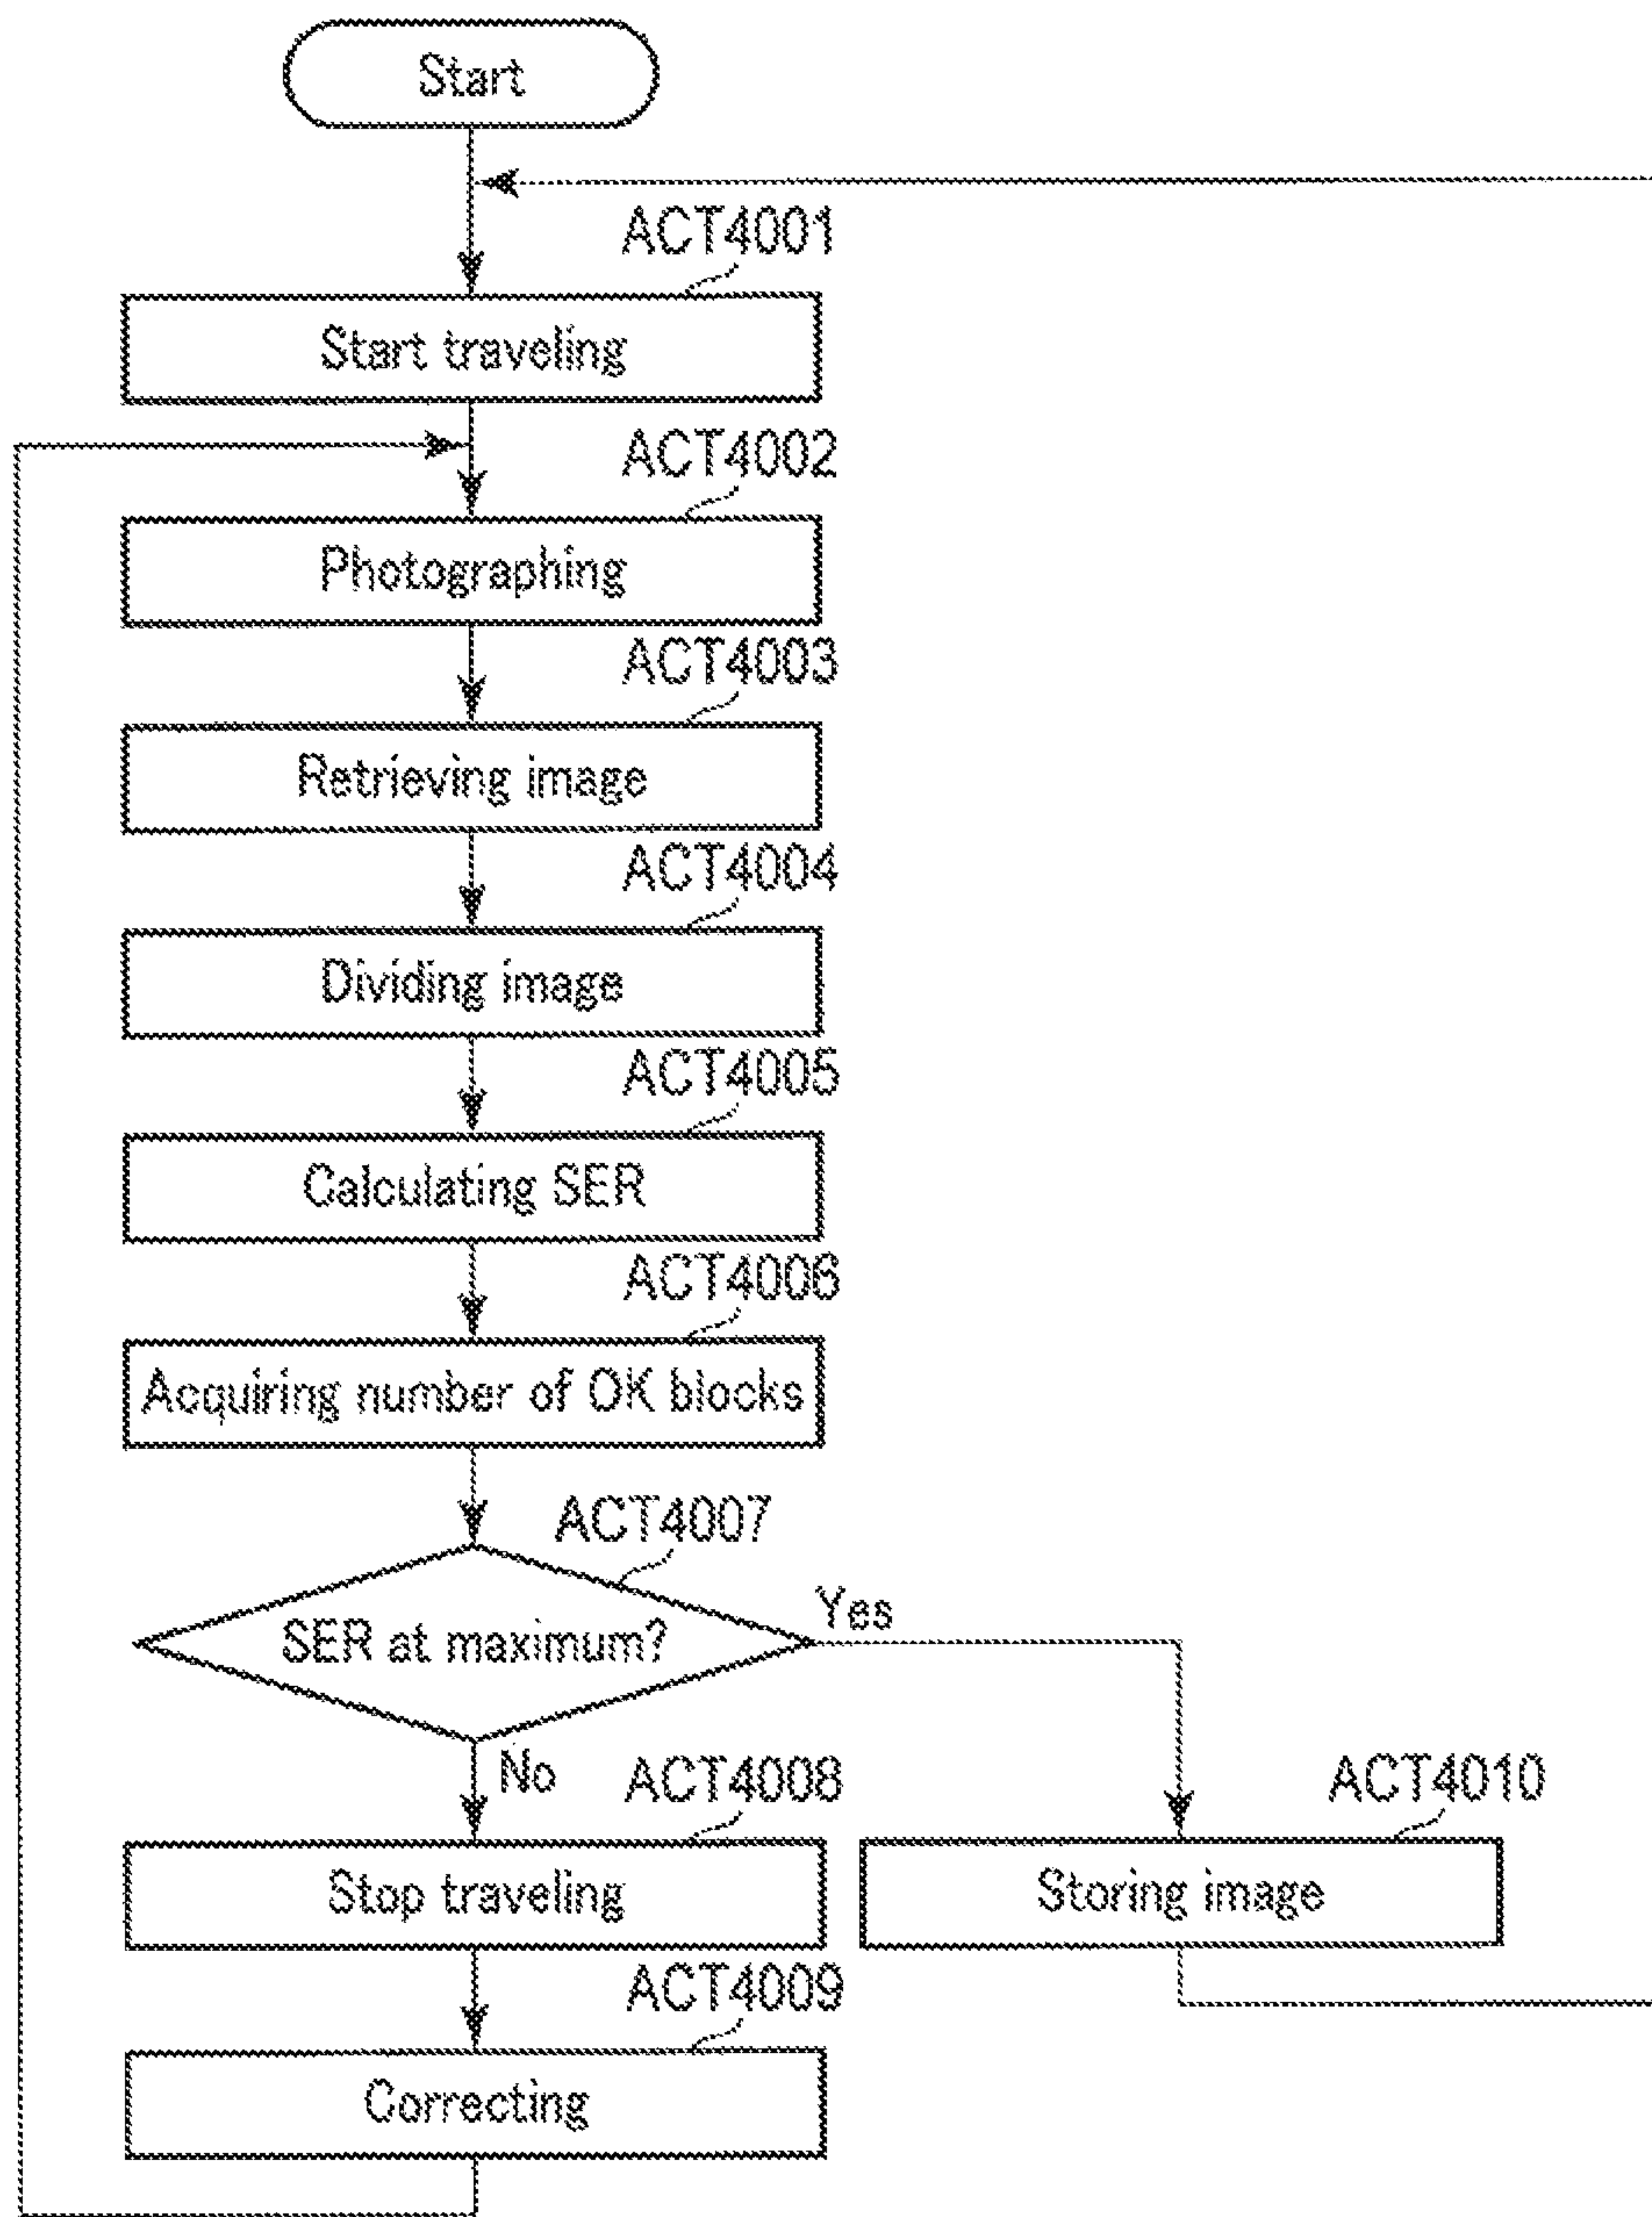 Start
ACT4001
Start traveling
ACT4002
Photographing
ACT4003
Retrieving image
ACT4004
Dividing image
ACT4005
Calculating SER
ACT4006
Acquiring number of OK blocks
ACT4007
SER at maximum?
Yes
No
ACT4008
Stop traveling
ACT4010
Storing image
ACT4009
Correcting